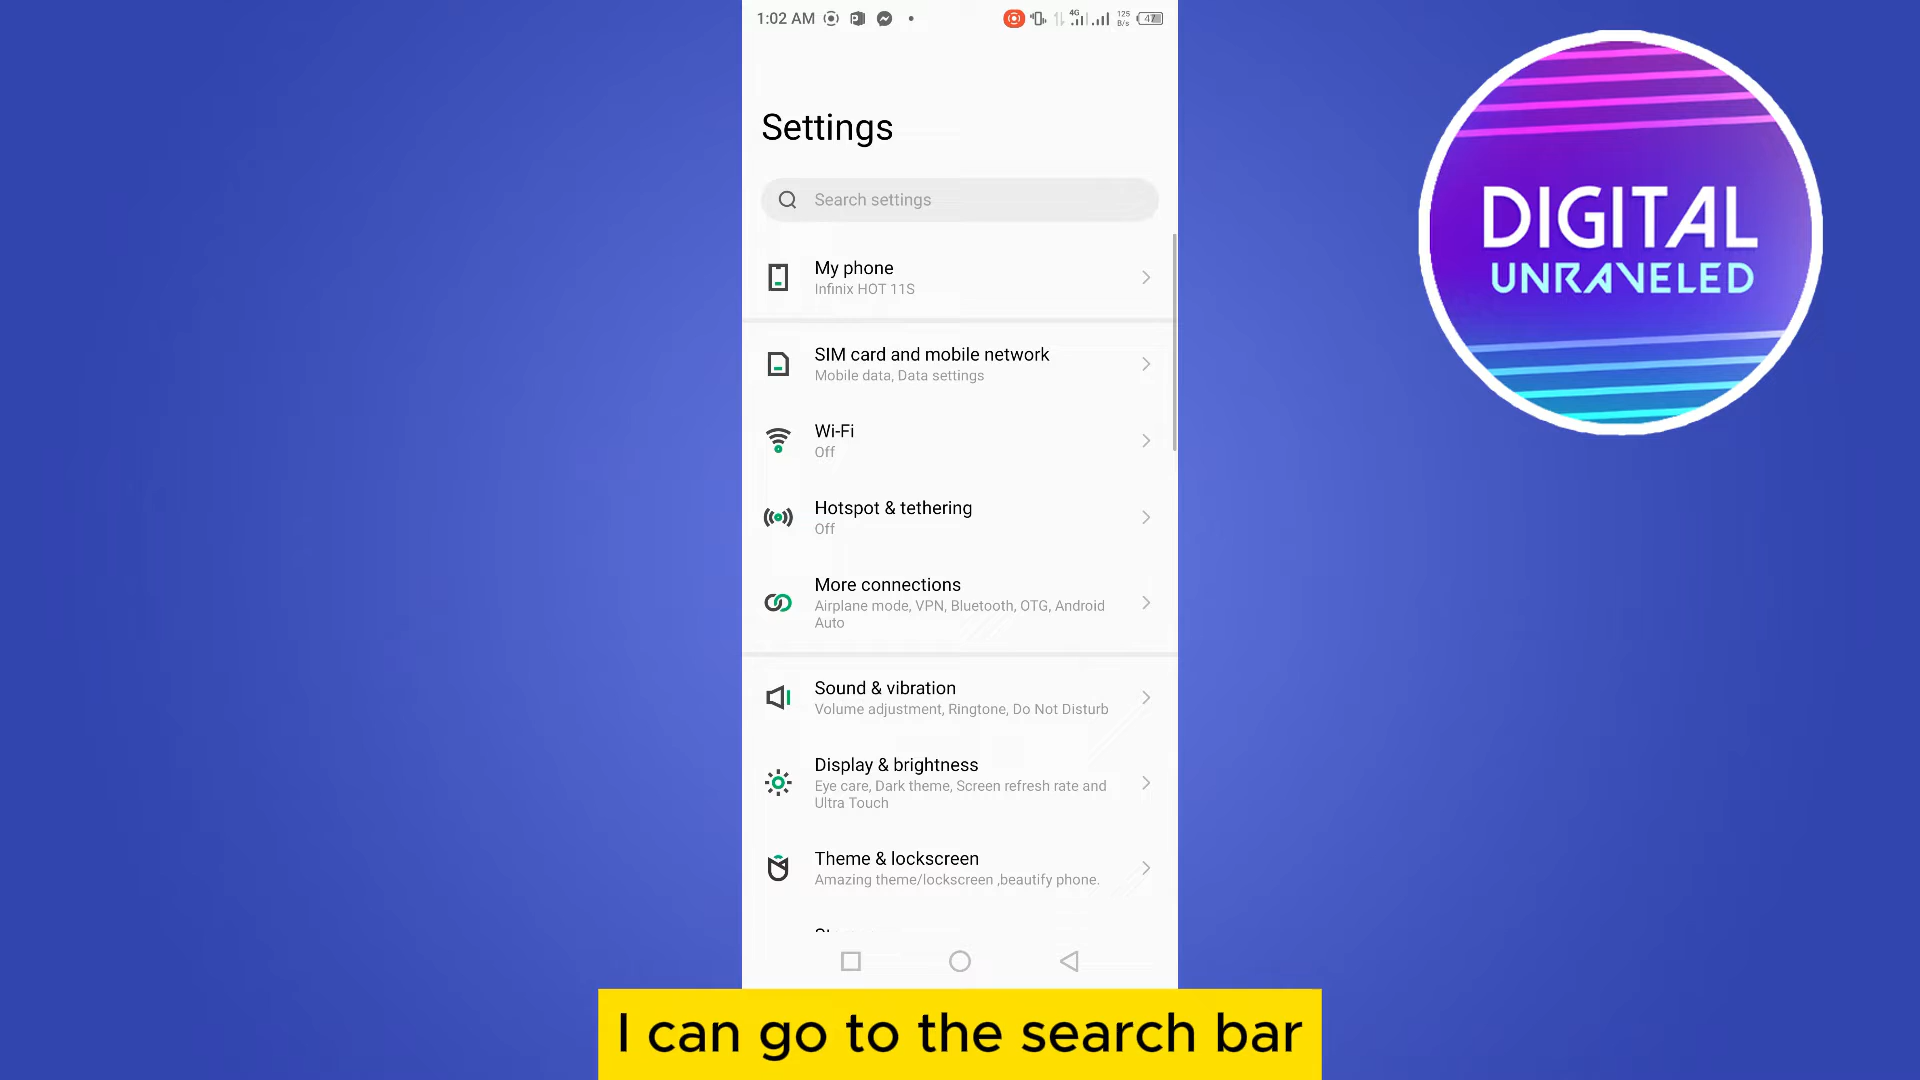 1:02 AM
4G
125
B/s
47
Settings
Search settings
My phone
Infinix HOT 11S
SIM card and mobile network
Mobile data, Data settings
Wi-Fi
Off
Hotspot & tethering
Off
More connections
Airplane mode, VPN, Bluetooth, OTG, Android
Auto
Sound & vibration
Volume adjustment, Ringtone, Do Not Disturb
Display & brightness
Eye care, Dark theme, Screen refresh rate and
Ultra Touch
Theme & lockscreen
Amazing theme/lockscreen ,beautify phone.
DIGITAL
UNRAVELED
I can go to the search bar